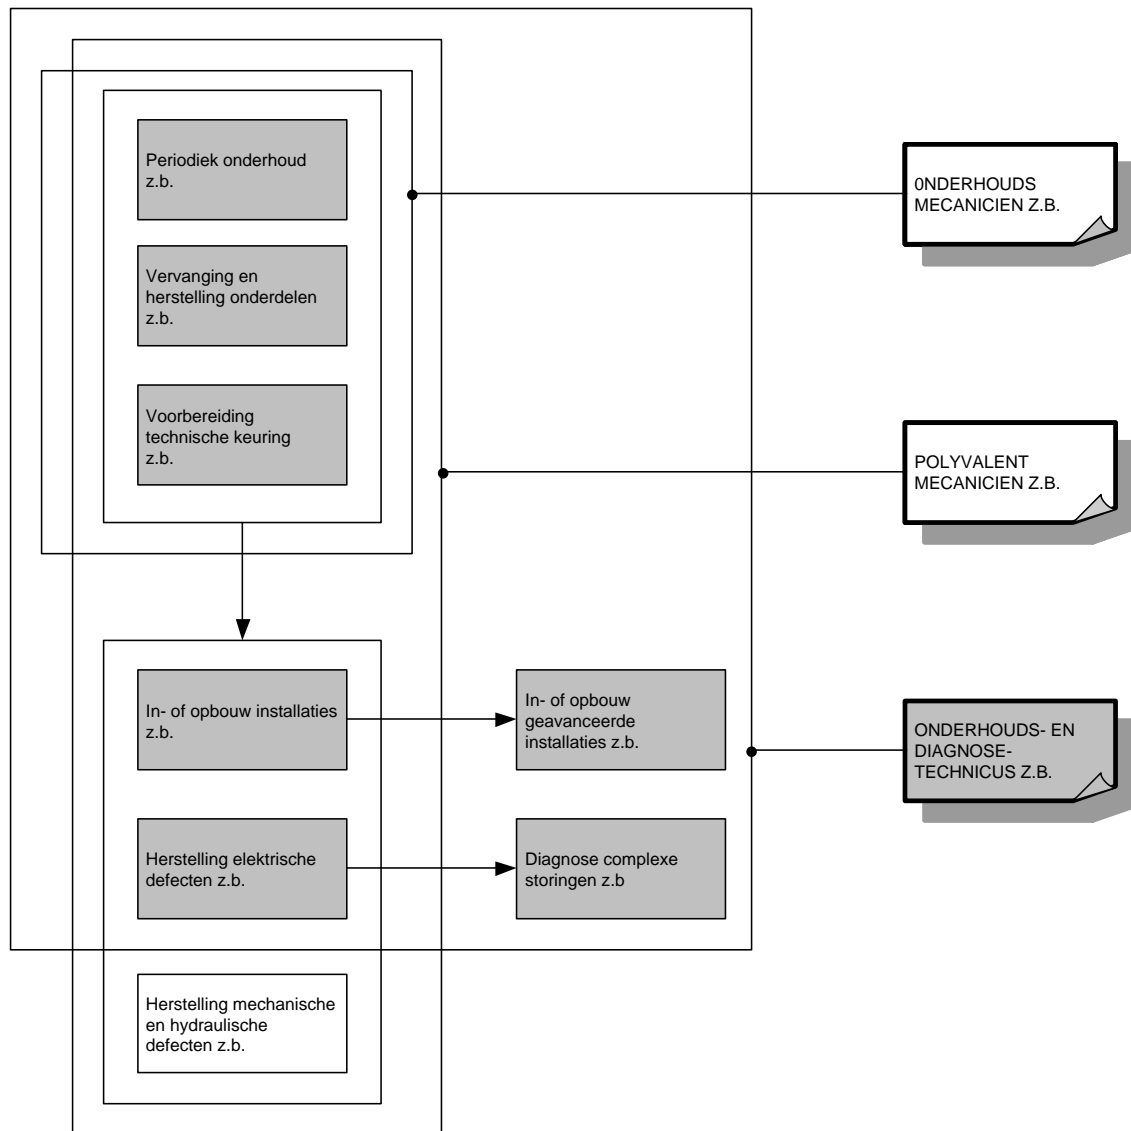 Periodiek onderhoud
z.b.
Vervanging en
herstelling onderdelen
z.b.
Voorbereiding
technische keuring
z.b.
In- of opbouw installaties
z.b.
In- of opbouw
geavanceerde
installaties z.b.
Herstelling elektrische
defecten z.b.
Diagnose complexe
storingen z.b
Herstelling mechanische
en hydraulische
defecten z.b.
0NDERHOUDS
MECANICIEN Z.B.
POLYVALENT
MECANICIEN Z.B.
ONDERHOUDS- EN
DIAGNOSE-
TECHNICUS Z.B.